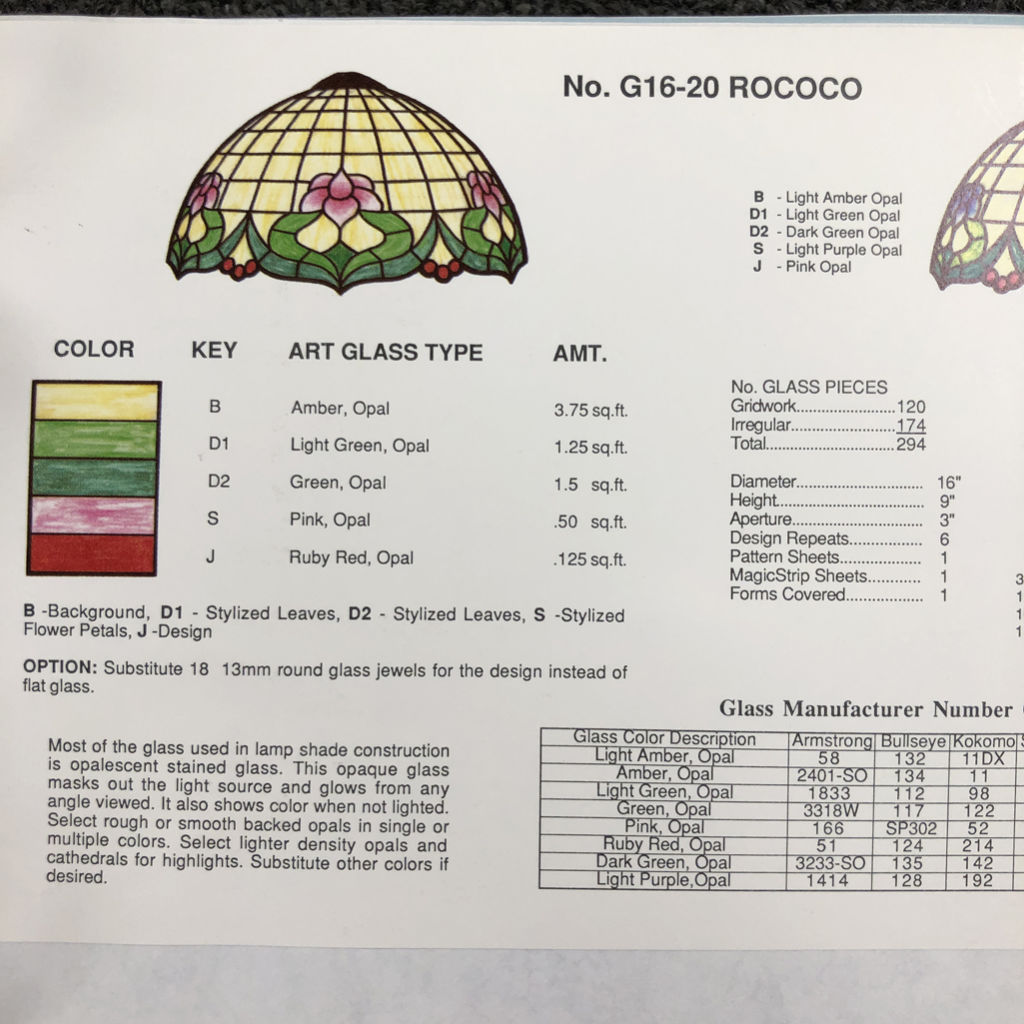 No. G16-20 ROCOCO
B - Light Amber Opal
D1 - Light Green Opal
D2 - Dark Green Opal
S - Light Purple Opal
J - Pink Opal
COLOR KEY ART GLASS TYPE AMT.
B Amber, Opal 3.75 sq.ft.
D1 Light Green, Opal 1.25 sq.ft.
D2 Green, Opal 1.5 sq.ft.
S Pink, Opal .50 sq.ft.
J Ruby Red, Opal .125 sq.ft.
B -Background, D1 - Stylized Leaves, D2 - Stylized Leaves, S -Stylized
Flower Petals, J -Design
OPTION: Substitute 18 13mm round glass jewels for the design instead of
flat glass.
No. GLASS PIECES
Gridwork.........................120
Irregular...........................174
Total.................................294
Diameter................................ 16"
Height..................................... 9"
Aperture................................. 3"
Design Repeats................... 6
Pattern Sheets..................... 1
MagicStrip Sheets............ 1
Forms Covered................... 1
3
1
1
1
Most of the glass used in lamp shade construction
is opalescent stained glass. This opaque glass
masks out the light source and glows from any
angle viewed. It also shows color when not lighted.
Select rough or smooth backed opals in single or
multiple colors. Select lighter density opals and
cathedrals for highlights. Substitute other colors if
desired.
Glass Manufacturer Number
Glass Color Description Armstrong Bullseye Kokomo
Light Amber, Opal 58 132 11DX
Amber, Opal 2401-SO 134 11
Light Green, Opal 1833 112 98
Green, Opal 3318W 117 122
Pink, Opal 166 SP302 52
Ruby Red, Opal 51 124 214
Dark Green, Opal 3233-SO 135 142
Light Purple,Opal 1414 128 192